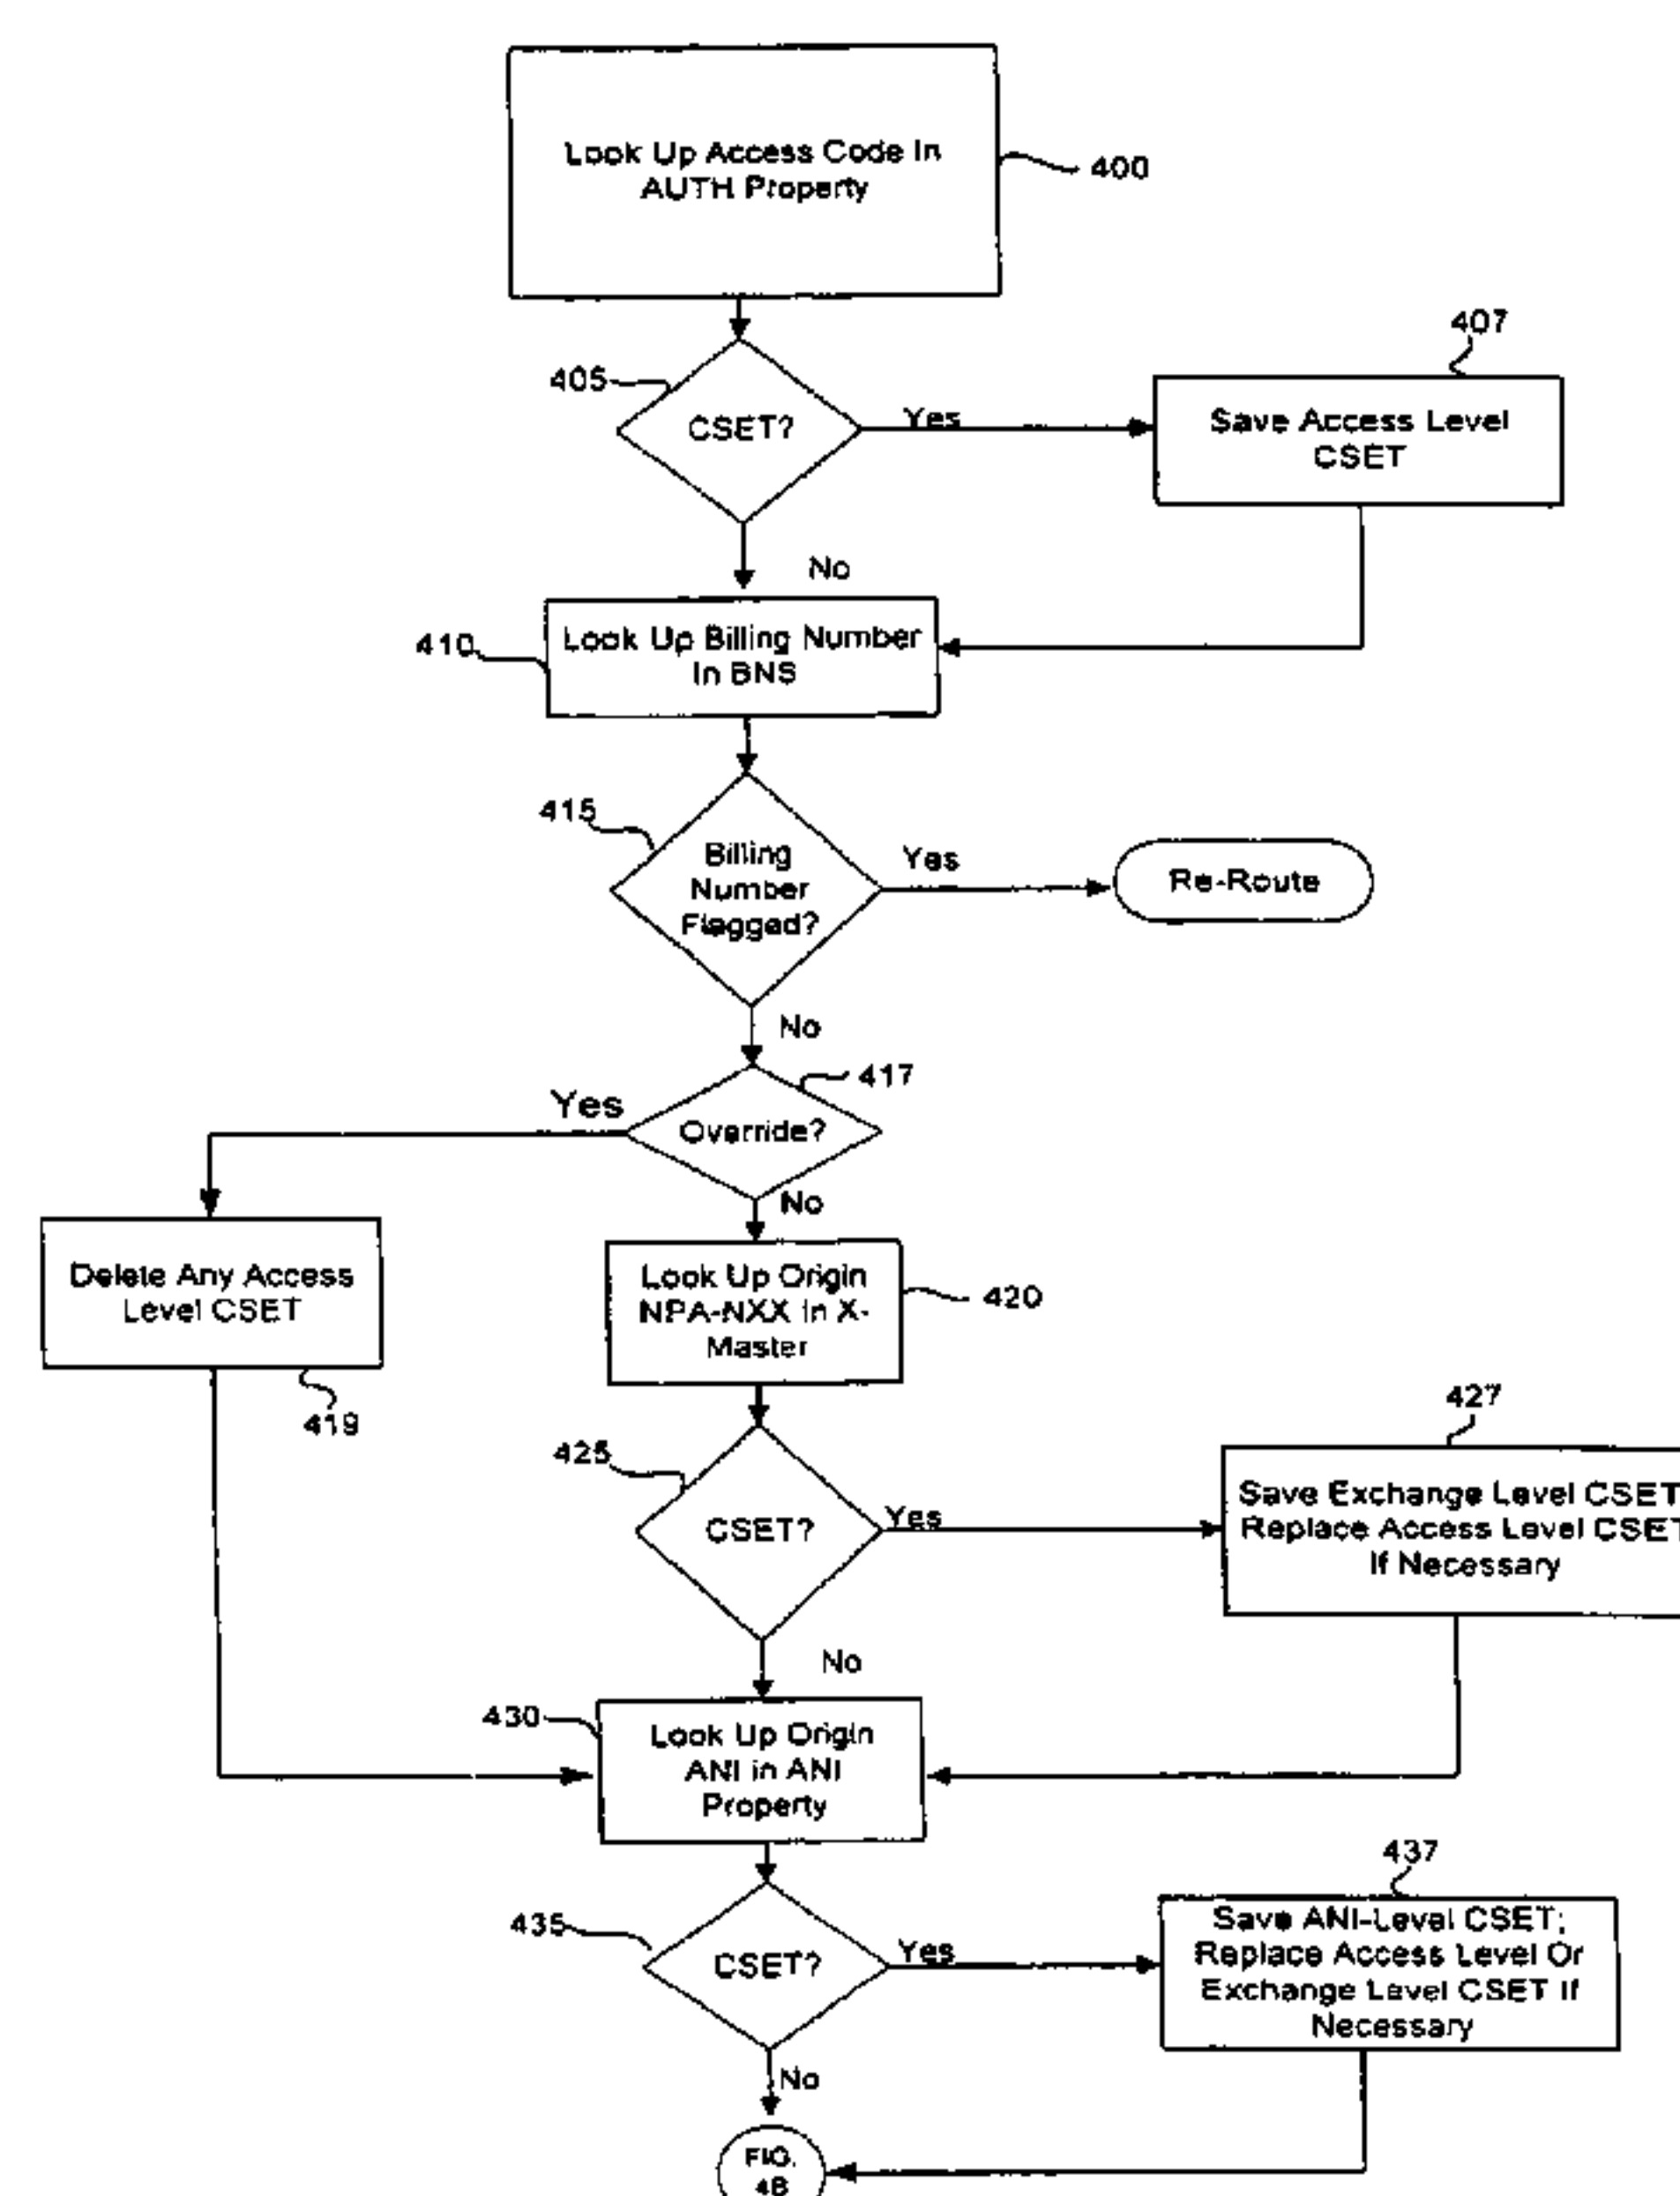 Look Up Access Code In
AUTH Property
400
405
CSET?
Yes
407
Save Access Level
CSET
No
410
Look Up Billing Number
In BNS
415
Billing
Number
Flagged?
Yes
Re-Route
No
417
Override?
Yes
No
Delete Any Access
Level CSET
419
Look Up Origin
NPA-NXX in X-
Master
420
425
CSET?
Yes
427
Save Exchange Level CSET
Replace Access Level CSET
If Necessary
No
430
Look Up Origin
ANI in ANI
Property
435
CSET?
Yes
437
Save ANI-Level CSET;
Replace Access Level Or
Exchange Level CSET If
Necessary
No
FIG.
4B